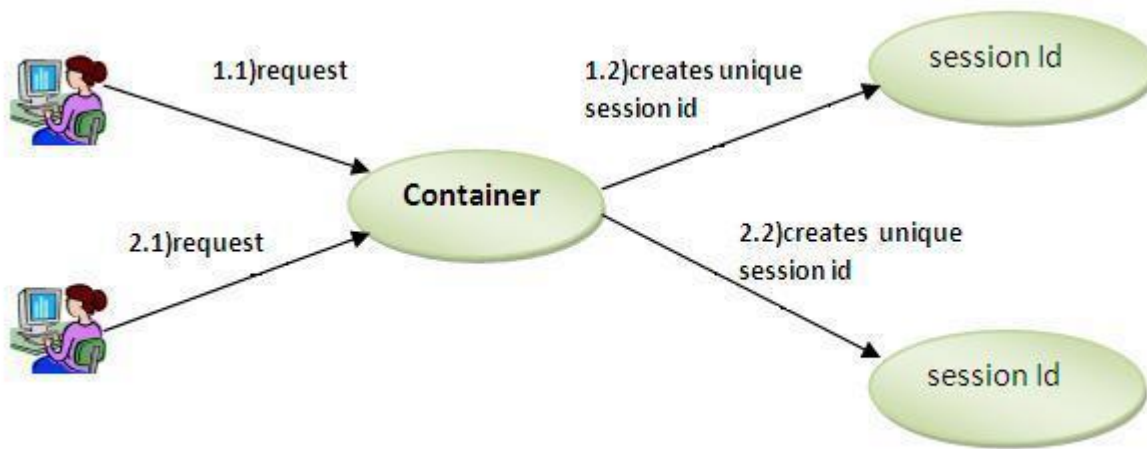 1.1)request
1.2)creates unique
session id
session Id
Container
2.1)request
2.2)creates unique
session id
session Id